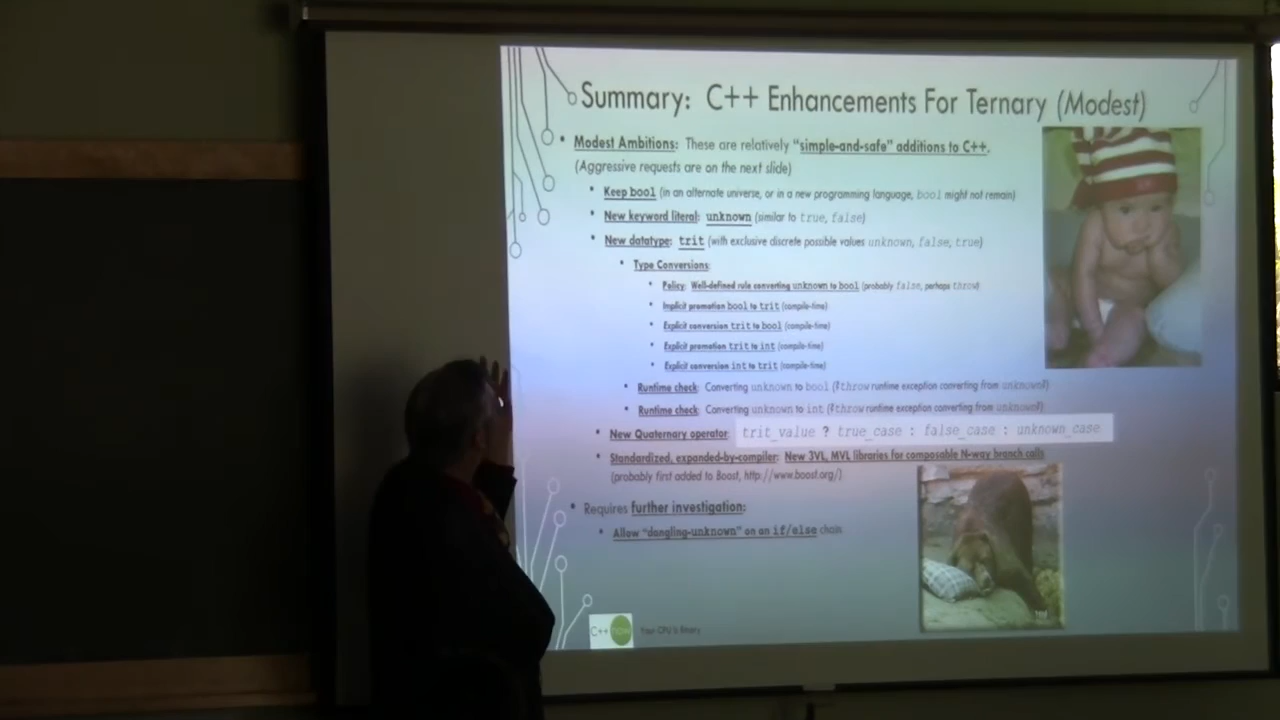 Summary: C++ Enhancements For Ternary (Modest)
• Modest Ambitions: These are relatively "simple-and-safe" additions to C++.
(Aggressive requests are on the next slide)
• Keep bool (in an alternate universe, or in a new programming language, bool might not remain)
• New keyword literal: unknown (similar to true, false)
• New datatype: trit (with exclusive discrete possible values unknown, false, true)
• Type Conversions:
• Policy: Well-defined rule converting unknown to bool (probably false, perhaps throw)
• Implicit promotion bool to trit (compile-time)
• Explicit conversion trit to bool (compile-time)
• Explicit promotion trit to int (compile-time)
• Explicit conversion int to trit (compile-time)
• Runtime check: Converting unknown to bool (?throw runtime exception converting from unknown?)
• Runtime check: Converting unknown to int (?throw runtime exception converting from unknown?)
• New Quaternary operator: trit_value ? true_case : false_case : unknown_case
• Standardized, expanded-by-compiler: New 3VL, MVL libraries for composable N-way branch calls
(probably first added to Boost, http://www.boost.org/)
• Requires further investigation:
• Allow "dangling-unknown" on an if/else chain
C++ now Your CPU is Binary